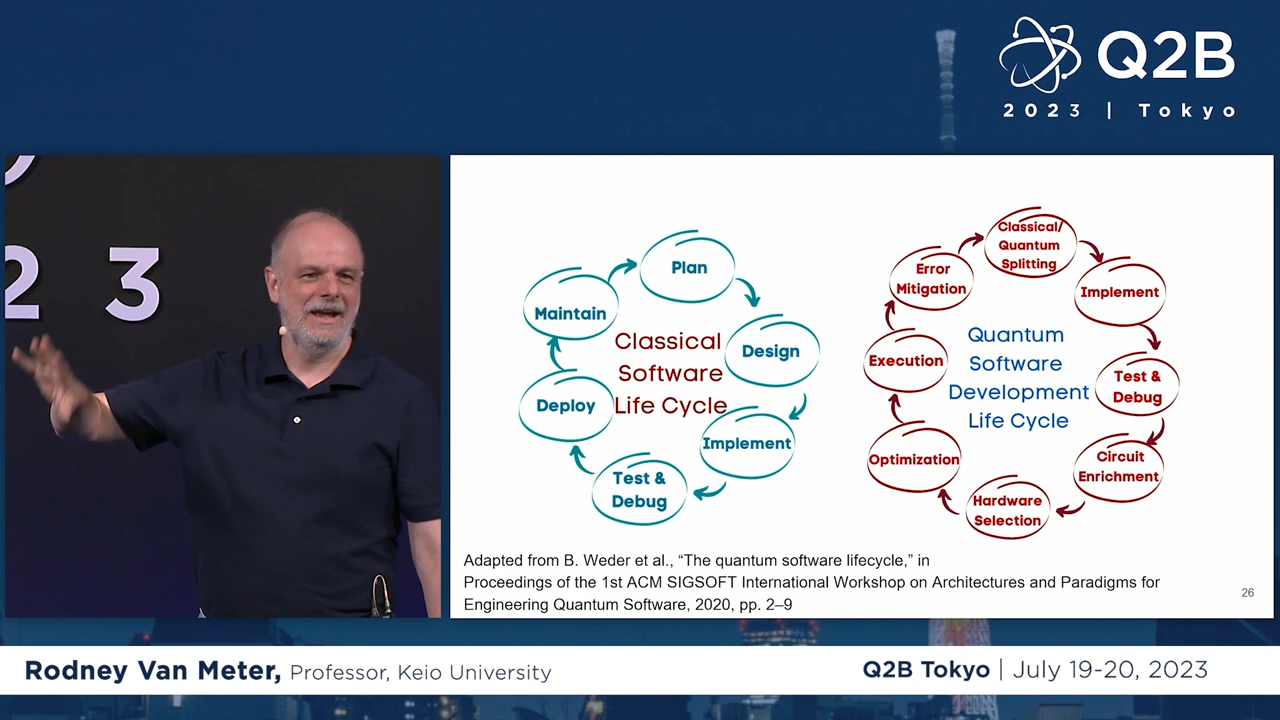 Q2B
2023 | Tokyo
2 3
Plan
Design
Implement
Test &
Debug
Deploy
Maintain
Classical
Software
Life Cycle
Classical/
Quantum
Splitting
Implement
Test &
Debug
Circuit
Enrichment
Hardware
Selection
Optimization
Execution
Error
Mitigation
Quantum
Software
Development
Life Cycle
Adapted from B. Weder et al., “The quantum software lifecycle,” in
Proceedings of the 1st ACM SIGSOFT International Workshop on Architectures and Paradigms for
Engineering Quantum Software, 2020, pp. 2–9
26
Rodney Van Meter, Professor, Keio University
Q2B Tokyo | July 19-20, 2023